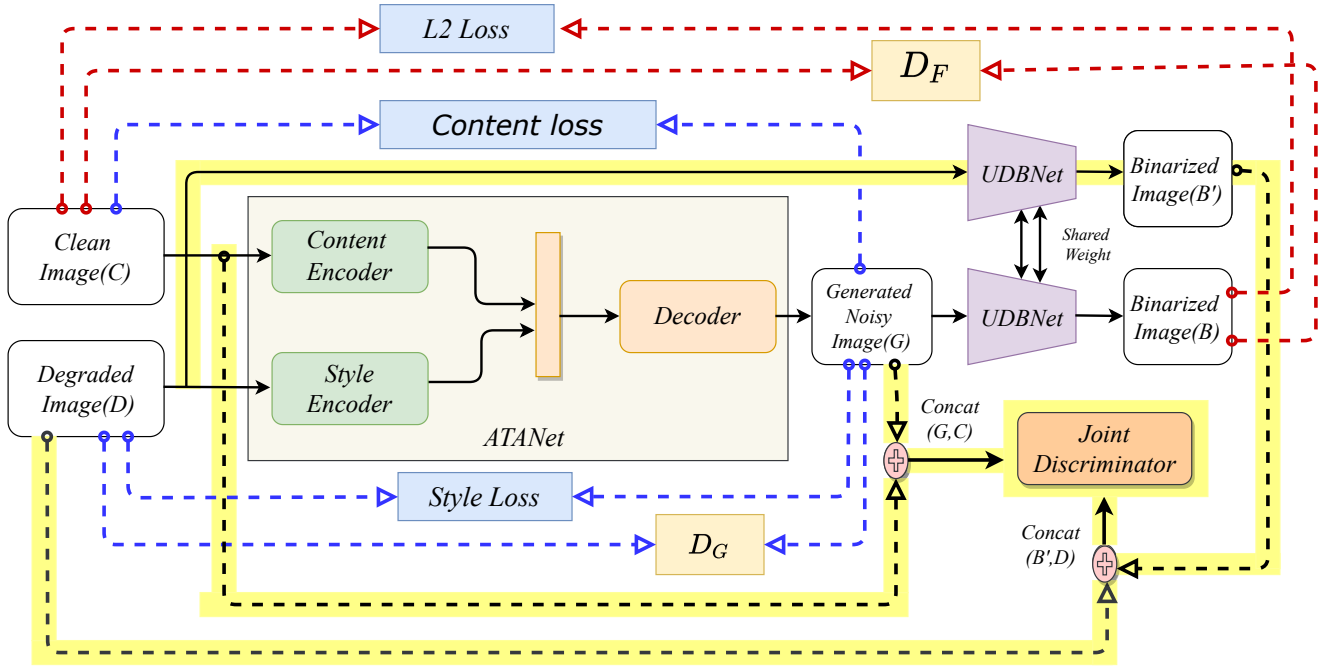 L2 Loss
D_F
Content loss
UDBNet
Binarized
Image(B')
Clean
Image(C)
Content
Encoder
Shared
Weight
Generated
Noisy
Image(G)
UDBNet
Binarized
Image(B)
Decoder
Degraded
Image(D)
Style
Encoder
ATANet
Concat
(G,C)
Joint
Discriminator
Style Loss
D_G
Concat
(B',D)